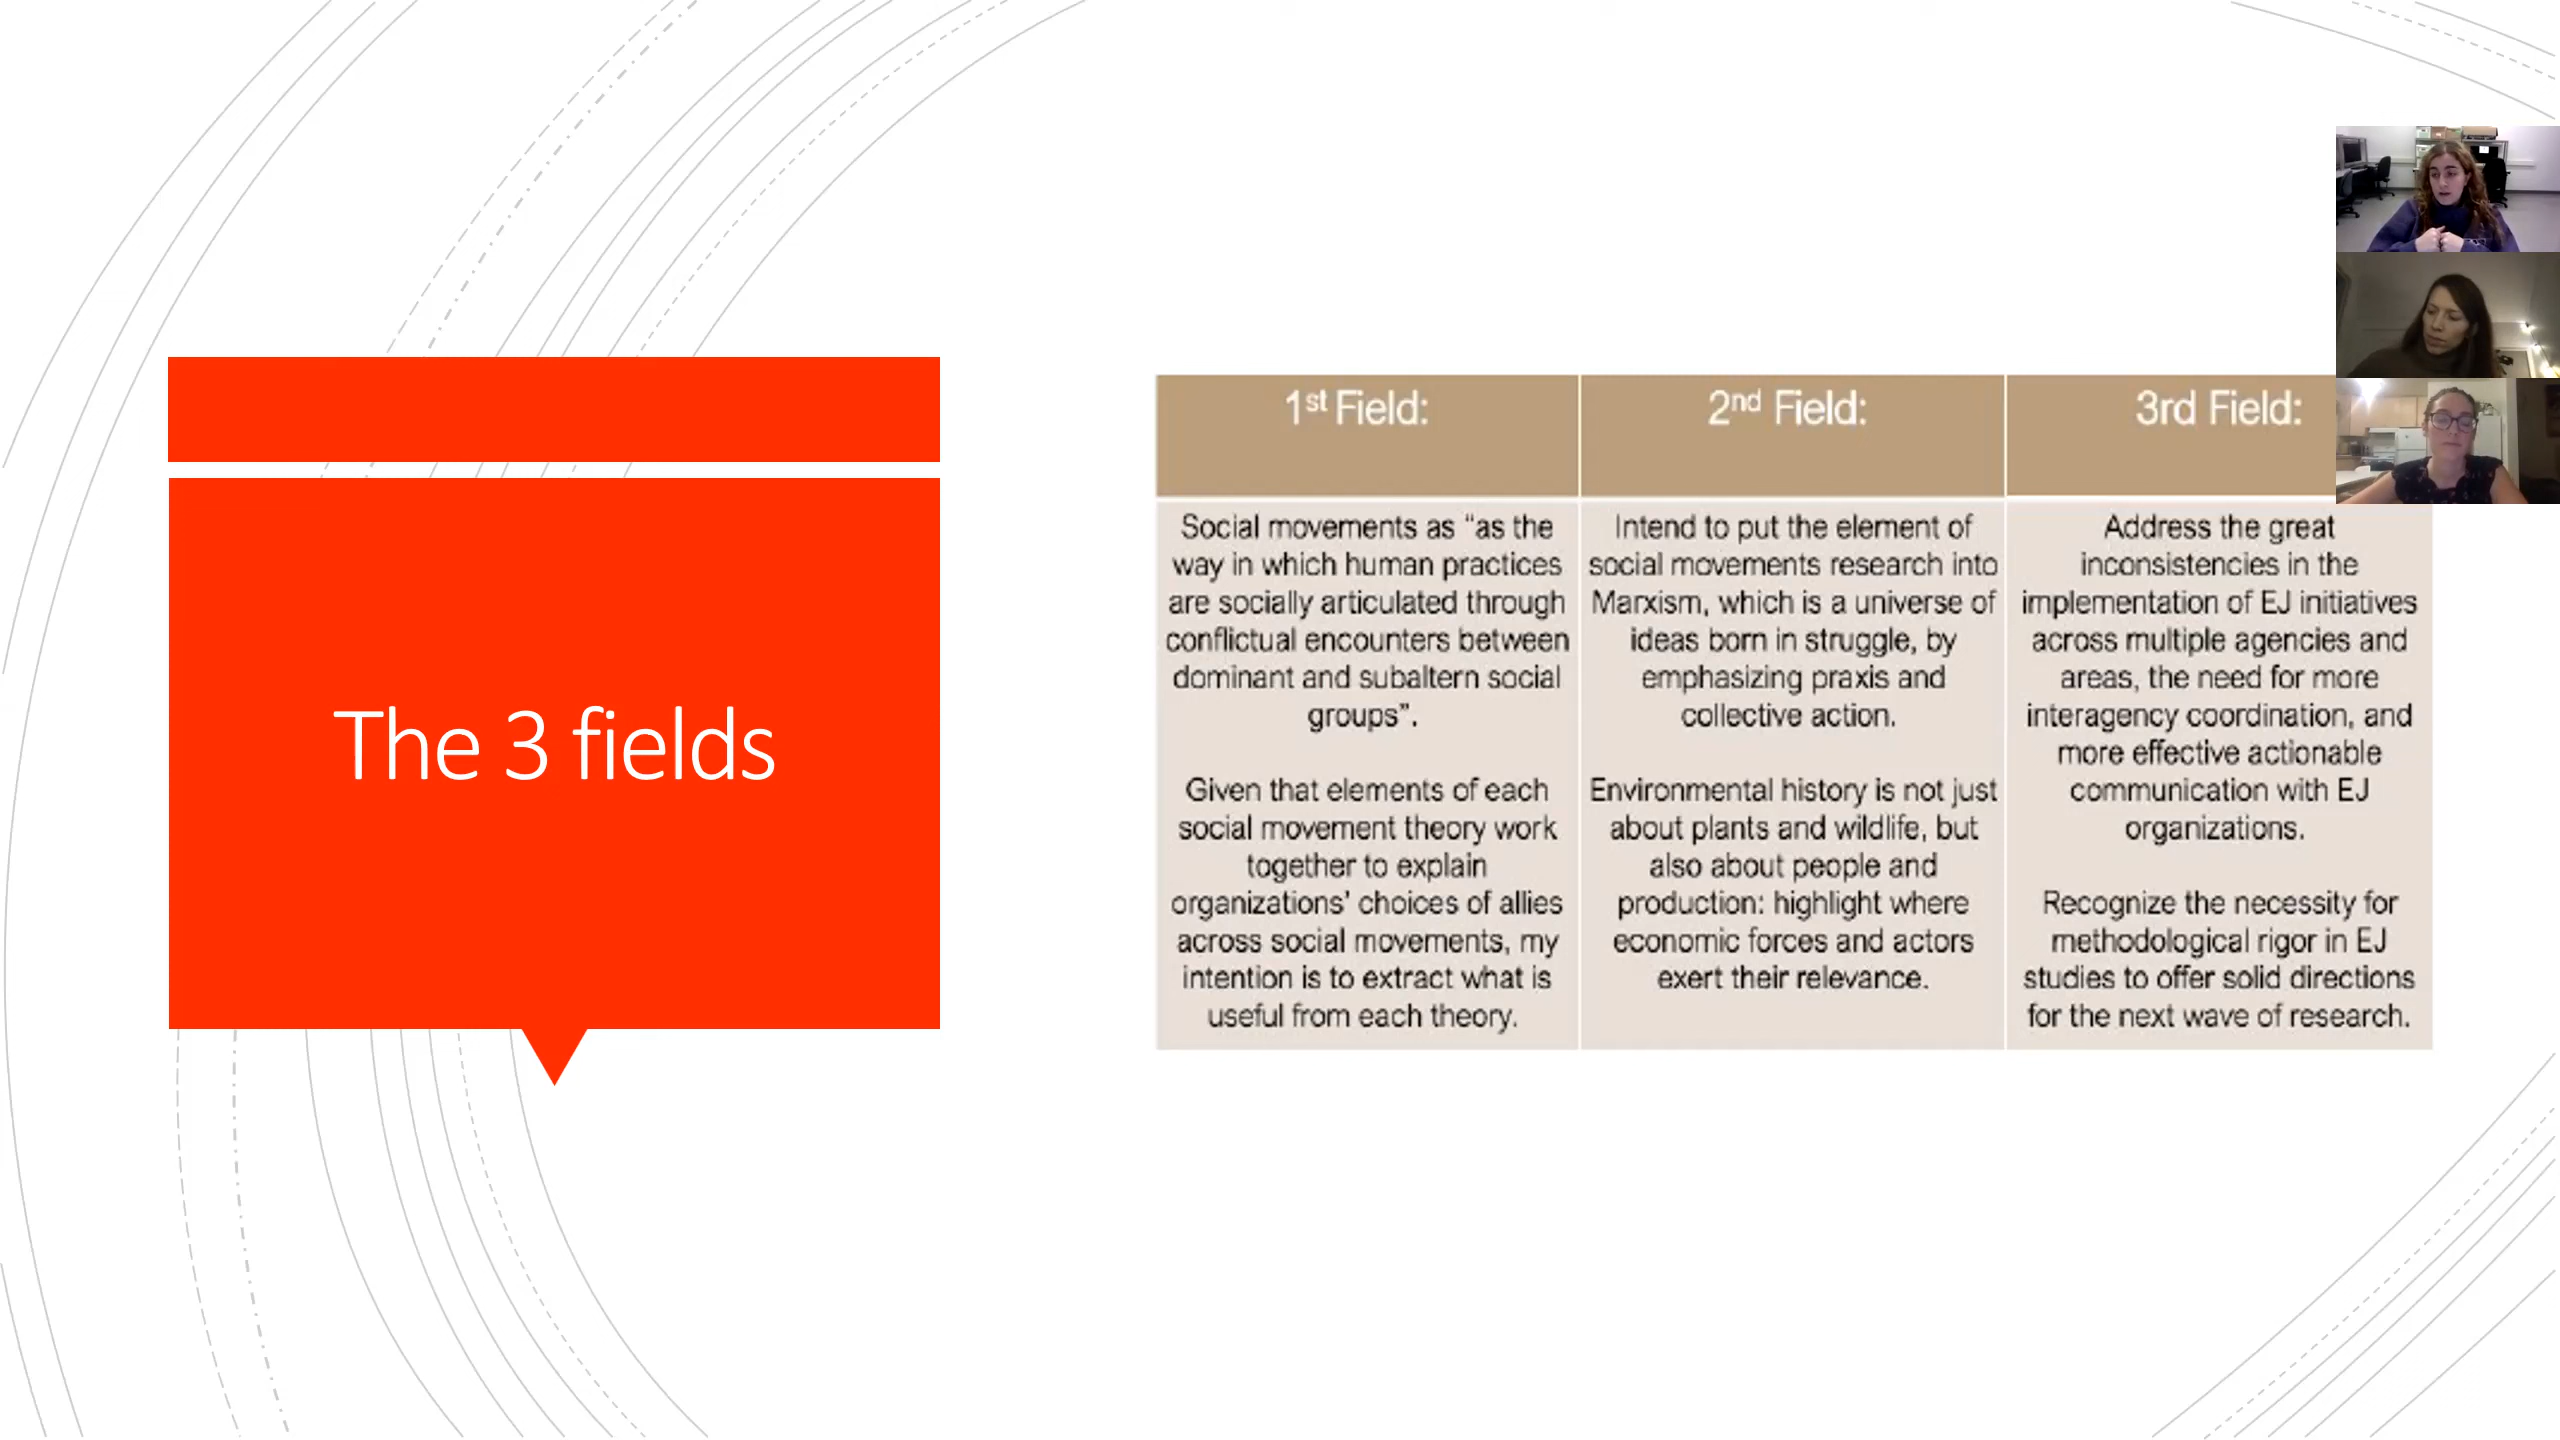 The 3 fields
1st Field:
Social movements as “as the
way in which human practices
are socially articulated through
conflictual encounters between
dominant and subaltern social
groups”.
Given that elements of each
social movement theory work
together to explain
organizations’ choices of allies
across social movements, my
intention is to extract what is
useful from each theory.
2nd Field:
Intend to put the element of
social movements research into
Marxism, which is a universe of
ideas born in struggle, by
emphasizing praxis and
collective action.
Environmental history is not just
about plants and wildlife, but
also about people and
production: highlight where
economic forces and actors
exert their relevance.
3rd Field:
Address the great
inconsistencies in the
implementation of EJ initiatives
across multiple agencies and
areas, the need for more
interagency coordination, and
more effective actionable
communication with EJ
organizations.
Recognize the necessity for
methodological rigor in EJ
studies to offer solid directions
for the next wave of research.